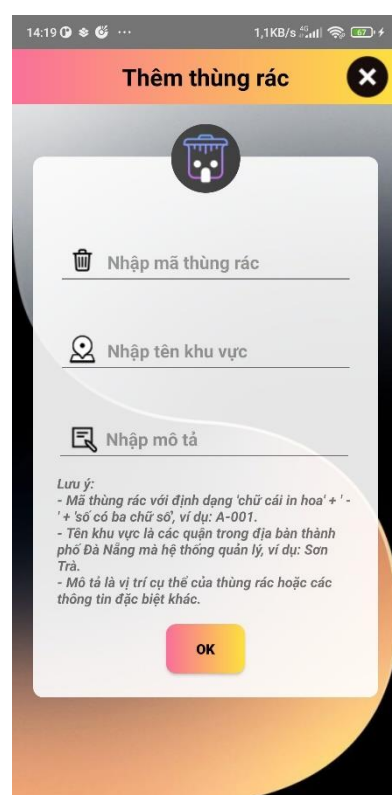 14:19 ··· 1,1KB/s 4G 67
Thêm thùng rác
Nhập mã thùng rác
Nhập tên khu vực
Nhập mô tả
Lưu ý:
- Mã thùng rác với định dạng 'chữ cái in hoa' + ' -
' + 'số có ba chữ số', ví dụ: A-001.
- Tên khu vực là các quận trong địa bàn thành
phố Đà Nẵng mà hệ thống quản lý, ví dụ: Sơn
Trà.
- Mô tả là vị trí cụ thể của thùng rác hoặc các
thông tin đặc biệt khác.
OK